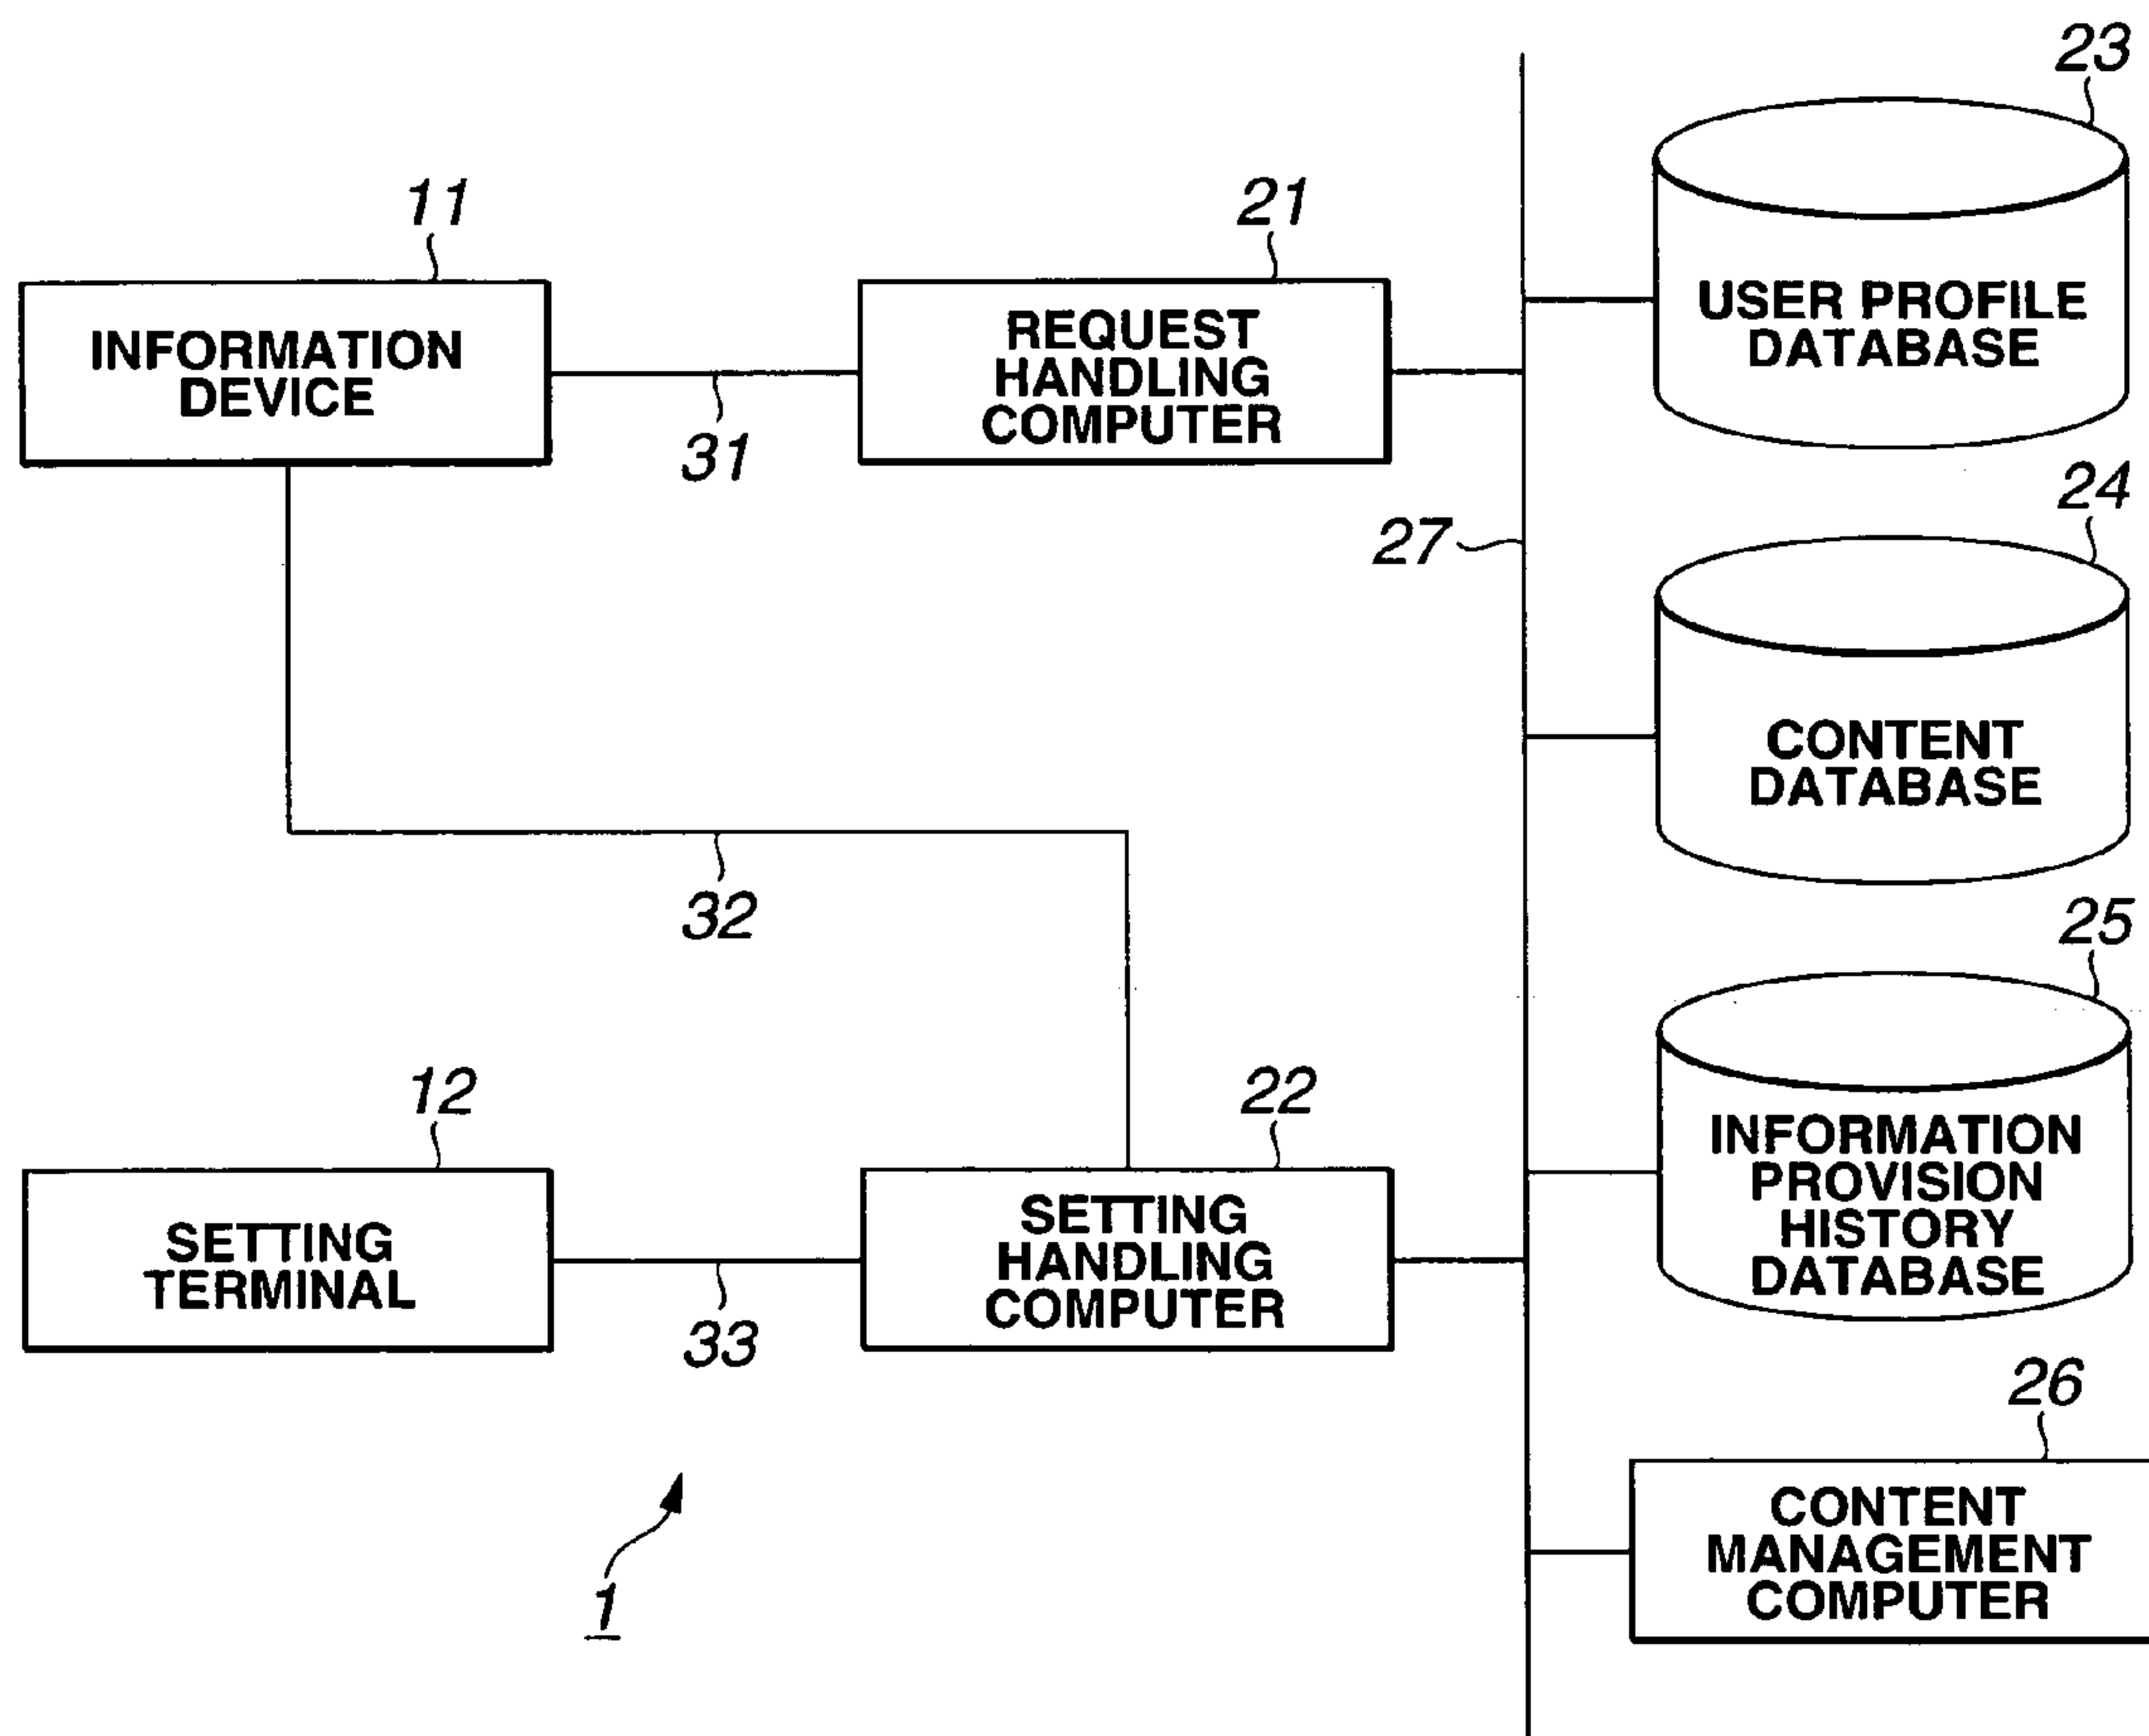 23
11
21
INFORMATION
DEVICE
REQUEST
HANDLING
COMPUTER
USER PROFILE
DATABASE
31
27
24
CONTENT
DATABASE
32
25
12
22
SETTING
TERMINAL
SETTING
HANDLING
COMPUTER
INFORMATION
PROVISION
HISTORY
DATABASE
33
26
CONTENT
MANAGEMENT
COMPUTER
1